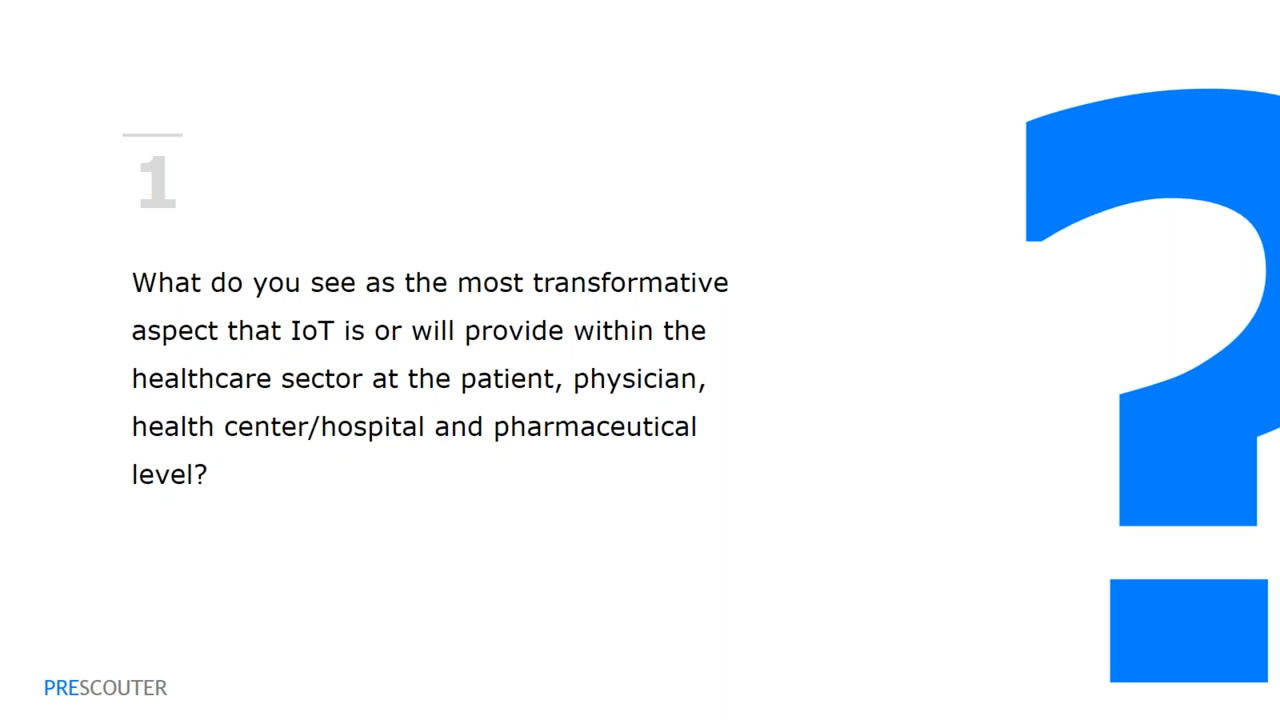 1
What do you see as the most transformative
aspect that IoT is or will provide within the
healthcare sector at the patient, physician,
health center/hospital and pharmaceutical
level?
?
PRESCOUTER